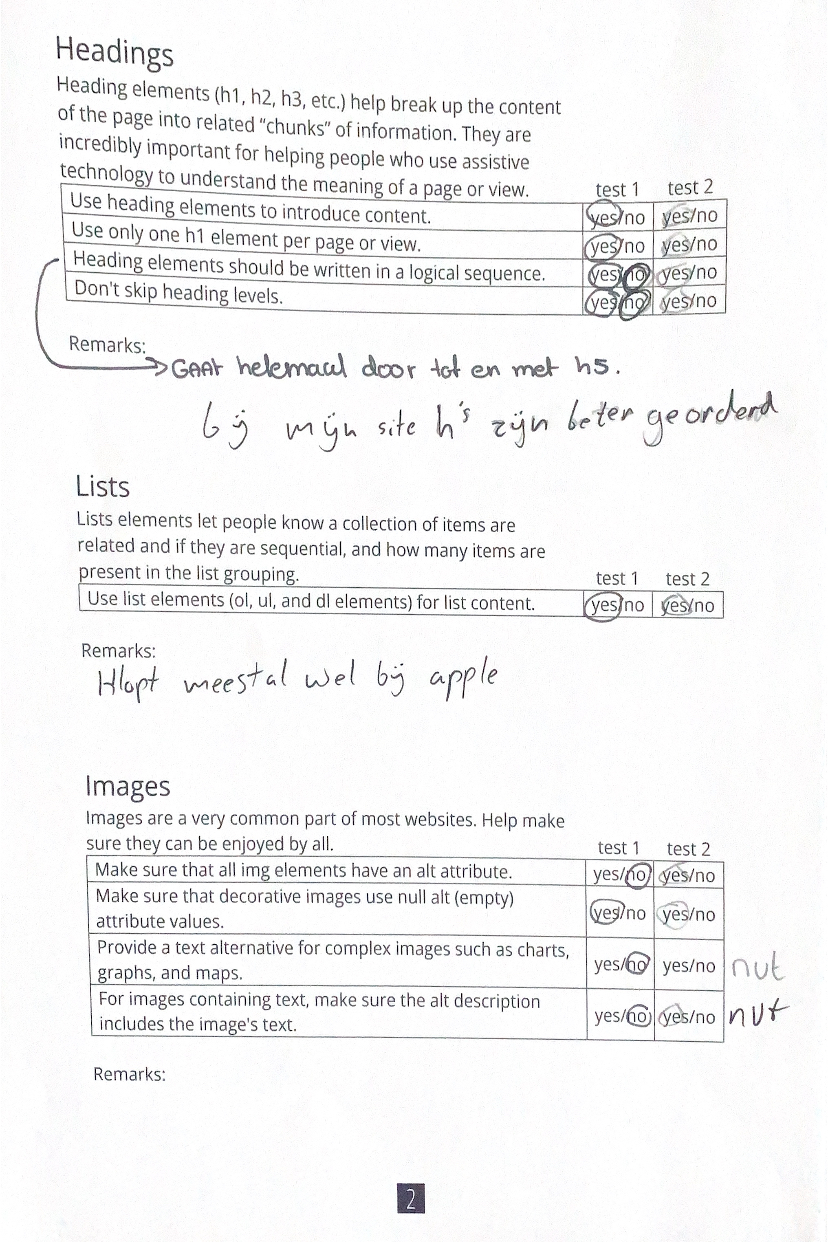 Headings
Heading elements (h1, h2, h3, etc.) help break up the content
of the page into related "chunks" of information. They are
incredibly important for helping people who use assistive
technology to understand the meaning of a page or view.
test 1 test 2
Use heading elements to introduce content. yes/no yes/no
Use only one h1 element per page or view. yes/no yes/no
Heading elements should be written in a logical sequence. yes/no yes/no
Don't skip heading levels. yes/no yes/no
Remarks:
GAAt helemaal door tot en met h5.
bij mijn site h's zijn beter georderd
Lists
Lists elements let people know a collection of items are
related and if they are sequential, and how many items are
present in the list grouping.
test 1 test 2
Use list elements (ol, ul, and dl elements) for list content. yes/no yes/no
Remarks:
Klopt meestal wel bij apple
Images
Images are a very common part of most websites. Help make
sure they can be enjoyed by all.
test 1 test 2
Make sure that all img elements have an alt attribute. yes/no yes/no
Make sure that decorative images use null alt (empty)
attribute values. yes/no yes/no
Provide a text alternative for complex images such as charts,
graphs, and maps. yes/no yes/no nut
For images containing text, make sure the alt description
includes the image's text. yes/no yes/no nut
Remarks:
2